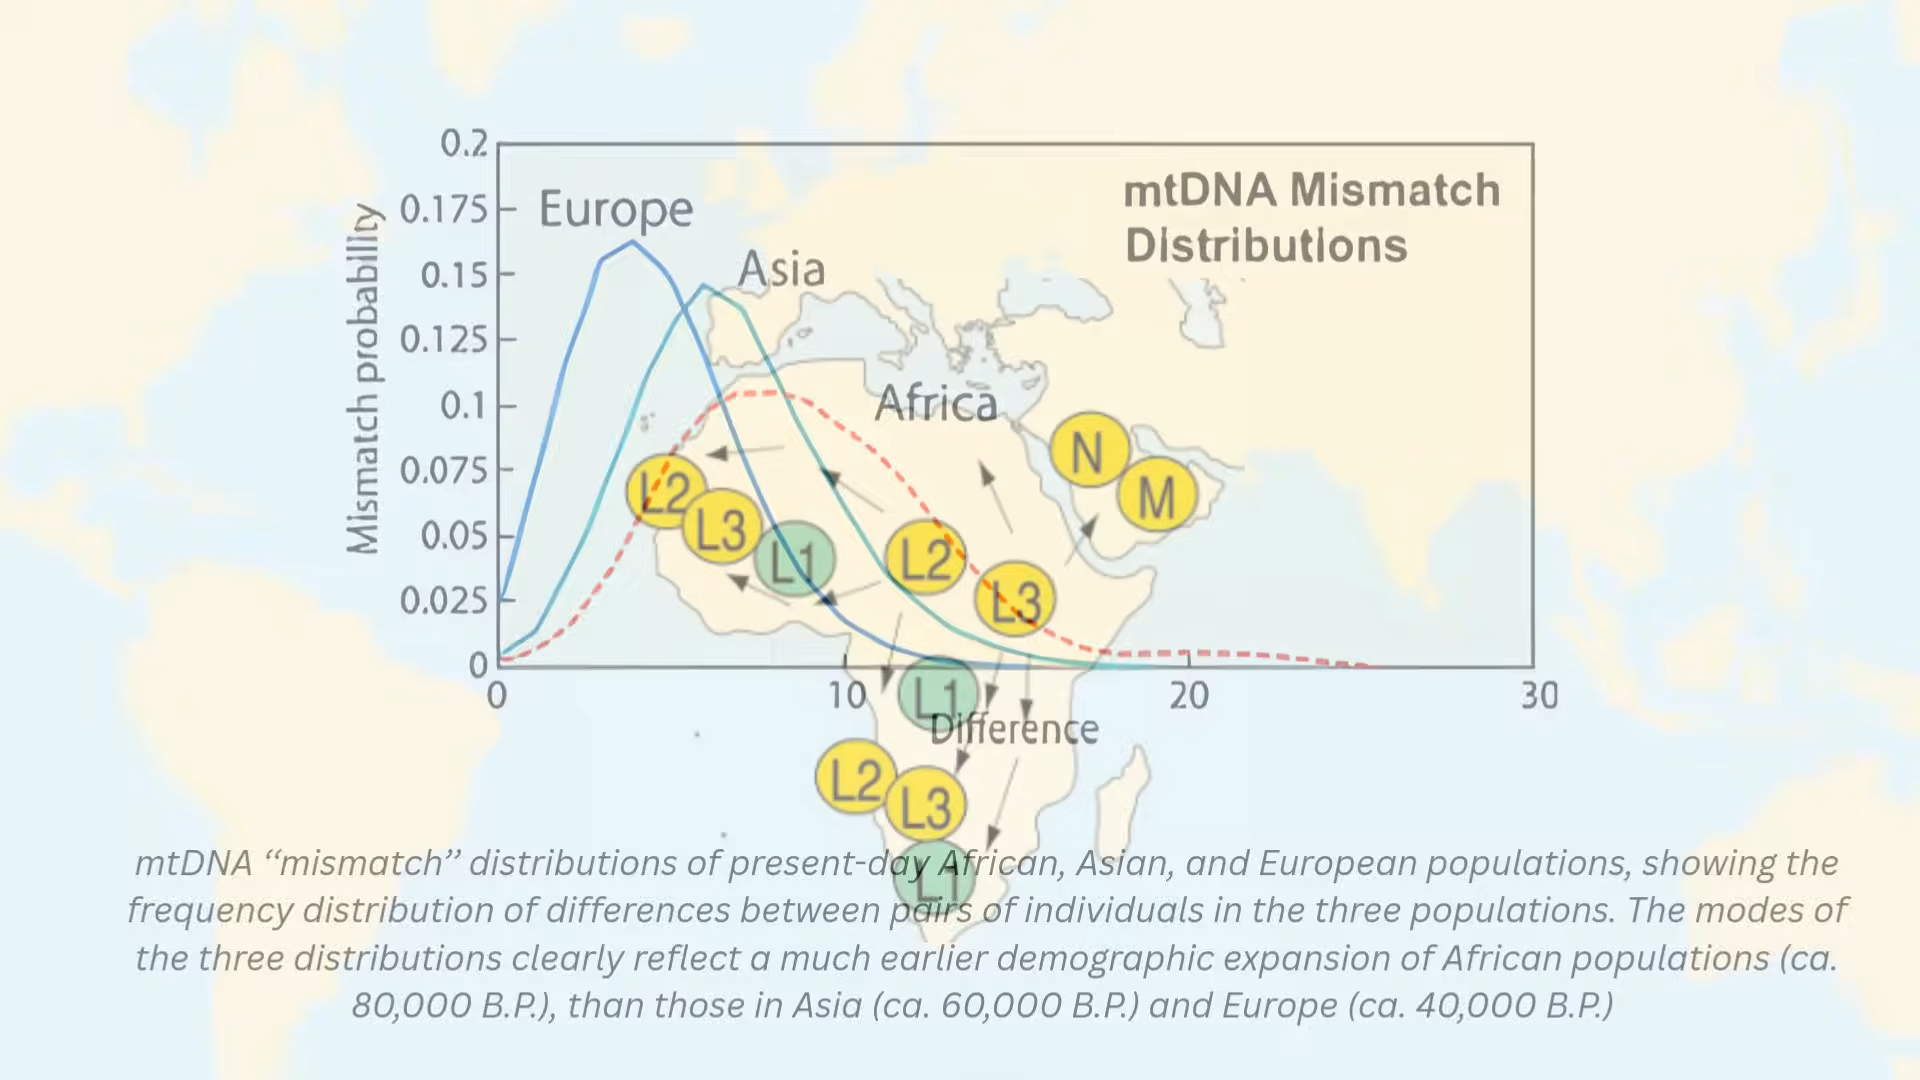 0.2
mtDNA Mismatch
Distributions
Europe
0.175
Asia
0.15
0.125
Mismatch probability
0.1
Africa
0.075
N
M
L2
L3
L1
L2
L3
0.05
0.025
0
0
10
20
30
L1
Difference
L2
L3
L1
mtDNA “mismatch” distributions of present-day African, Asian, and European populations, showing the
frequency distribution of differences between pairs of individuals in the three populations. The modes of
the three distributions clearly reflect a much earlier demographic expansion of African populations (ca.
80,000 B.P.), than those in Asia (ca. 60,000 B.P.) and Europe (ca. 40,000 B.P.)